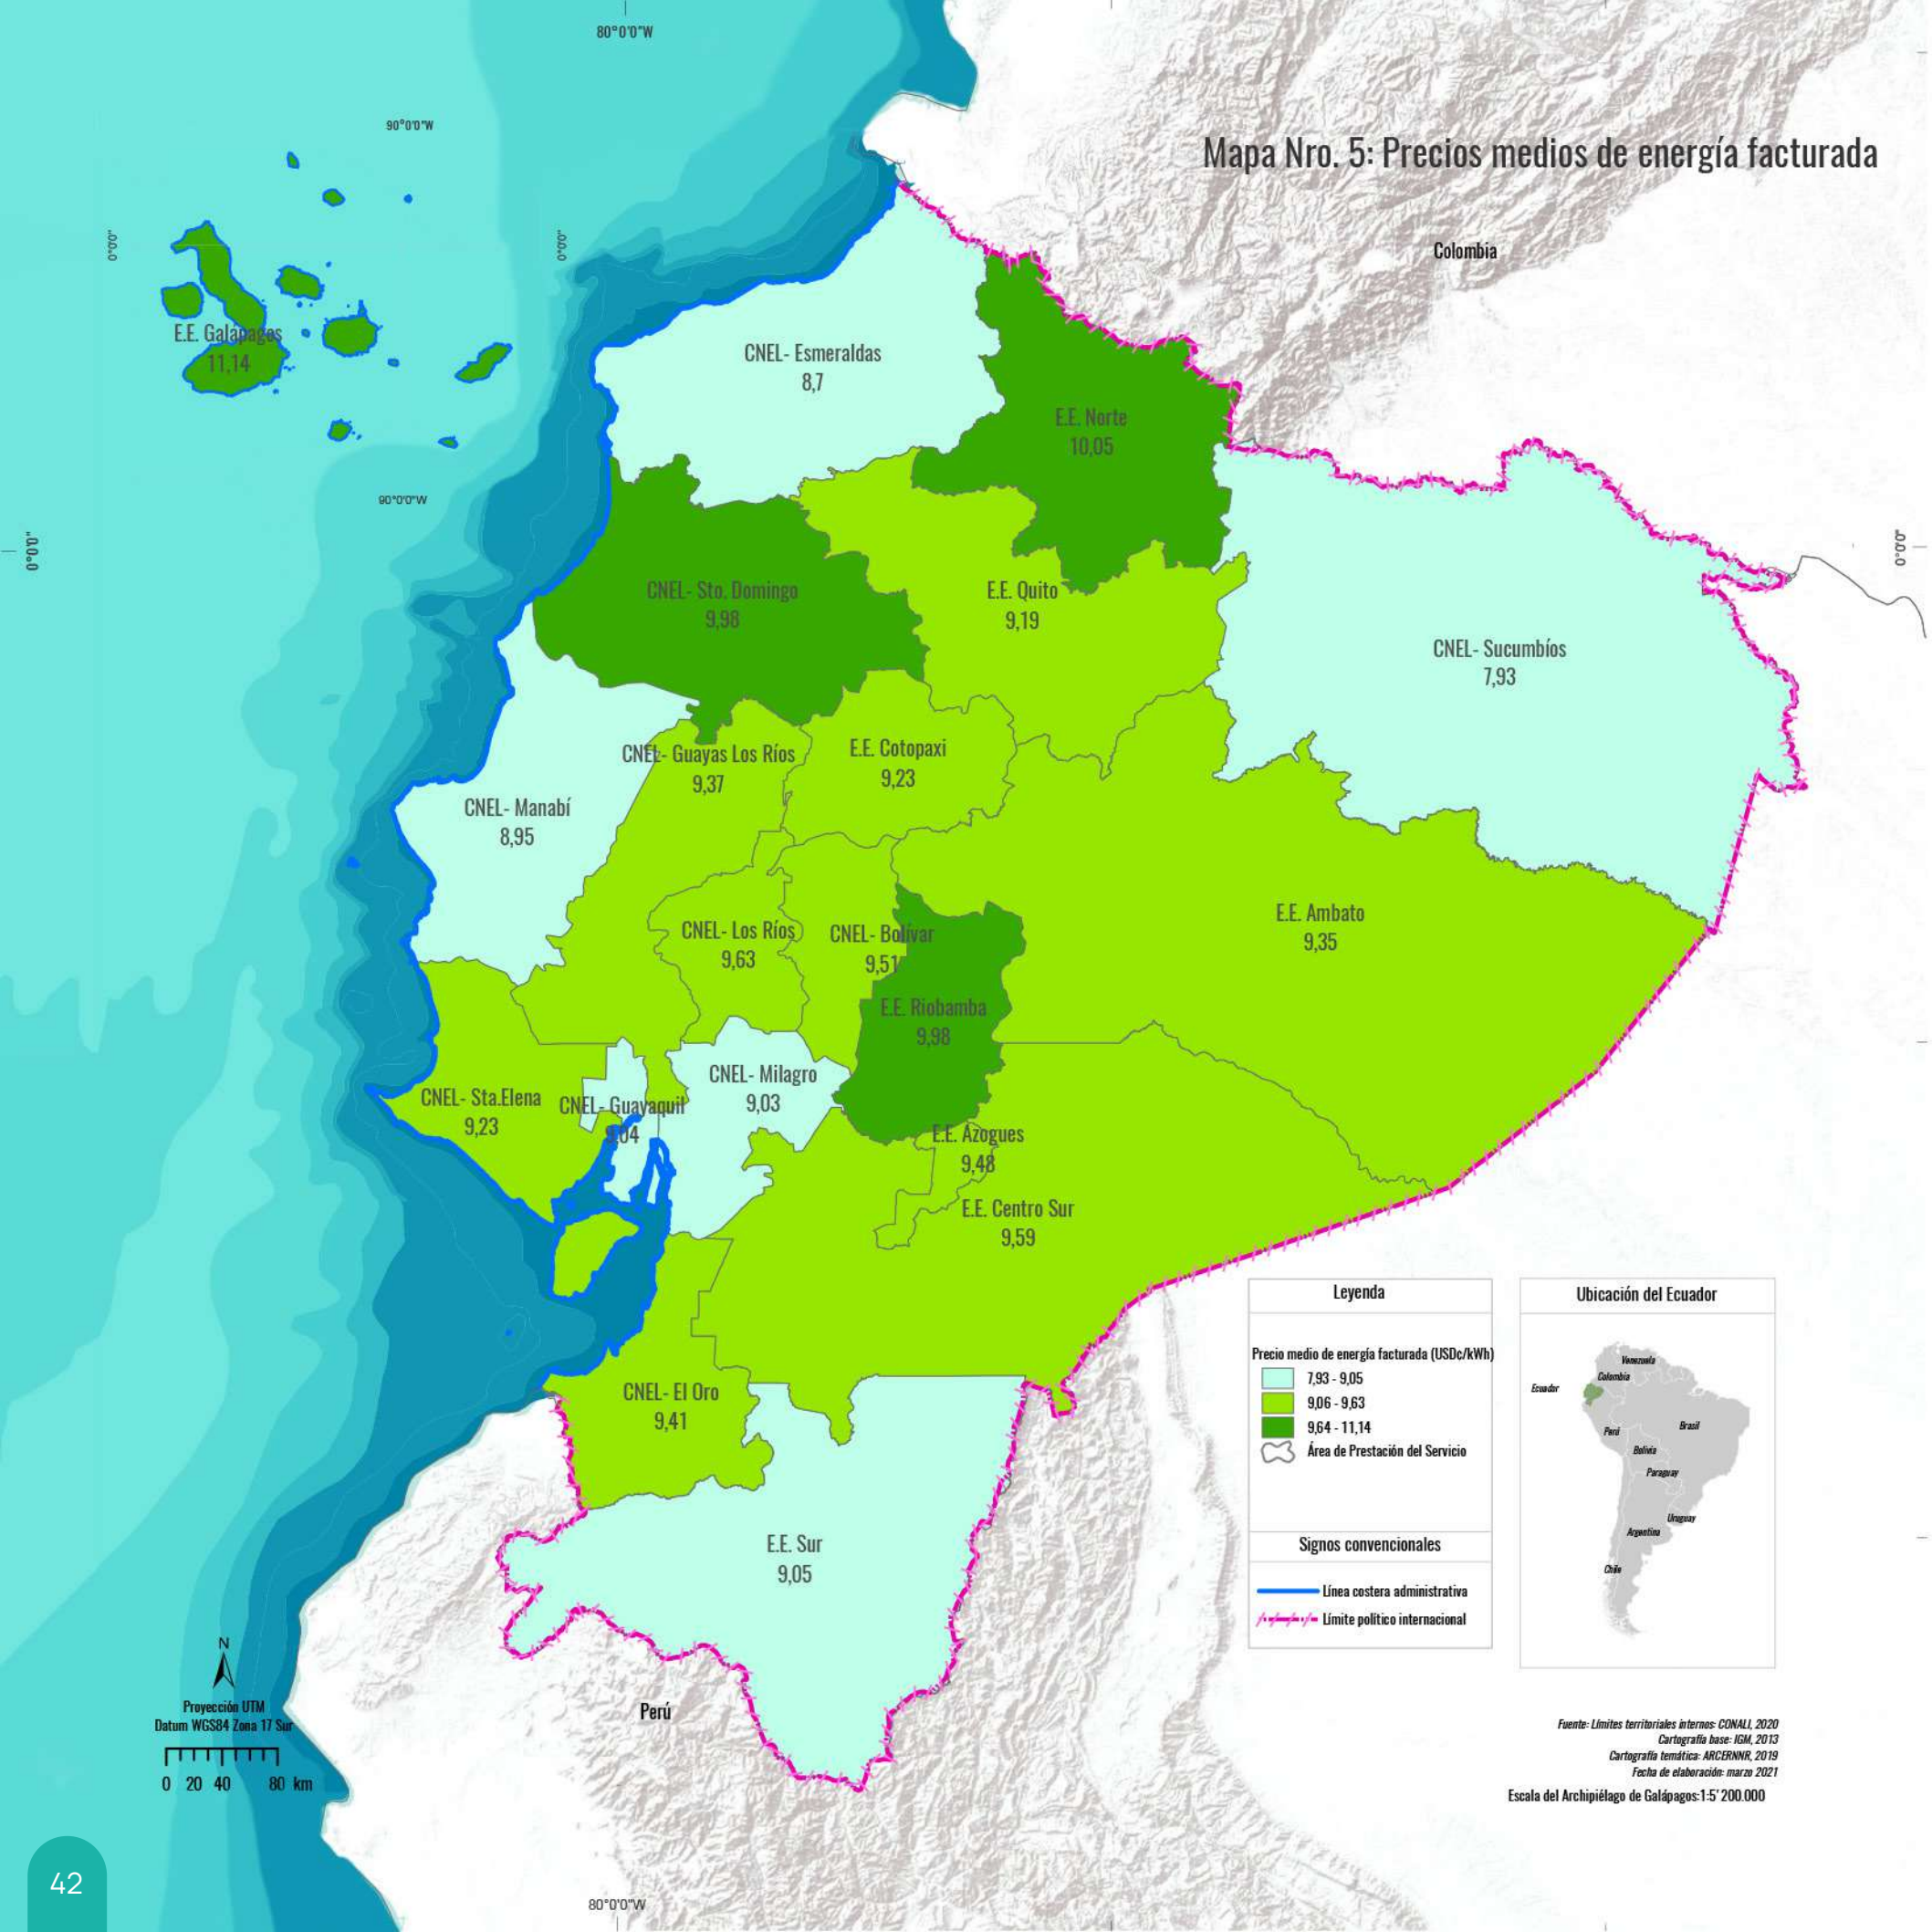 80°0'0"W
90°0'0"W
Mapa Nro. 5: Precios medios de energía facturada
0°0'0"
0°0'0"
Colombia
E.E. Galápagos
11,14
CNEL- Esmeraldas
8,7
E.E. Norte
10,05
90°0'0"W
0°0'0"
0°0'0"
CNEL- Sto. Domingo
9,98
E.E. Quito
9,19
CNEL- Sucumbíos
7,93
CNEL- Guayas Los Ríos
9,37
E.E. Cotopaxi
9,23
CNEL- Manabí
8,95
E.E. Ambato
9,35
CNEL- Los Ríos
9,63
CNEL- Bolívar
9,51
E.E. Riobamba
9,98
CNEL- Milagro
9,03
CNEL- Sta.Elena
9,23
CNEL- Guayaquil
9,04
E.E. Azogues
9,48
E.E. Centro Sur
9,59
CNEL- El Oro
9,41
E.E. Sur
9,05
Perú
Leyenda
Precio medio de energía facturada (USD¢/kWh)
7,93 - 9,05
9,06 - 9,63
9,64 - 11,14
Área de Prestación del Servicio
Signos convencionales
Línea costera administrativa
Límite político internacional
Ubicación del Ecuador
Venezuela
Colombia
Ecuador
Brasil
Perú
Bolivia
Paraguay
Uruguay
Argentina
Chile
N
Proyección UTM
Datum WGS84 Zona 17 Sur
0 20 40 80 km
Fuente: Límites territoriales internos: CONALI, 2020
Cartografía base: IGM, 2013
Cartografía temática: ARCERNNR, 2019
Fecha de elaboración: marzo 2021
Escala del Archipiélago de Galápagos:1:5'200.000
42
80°0'0"W